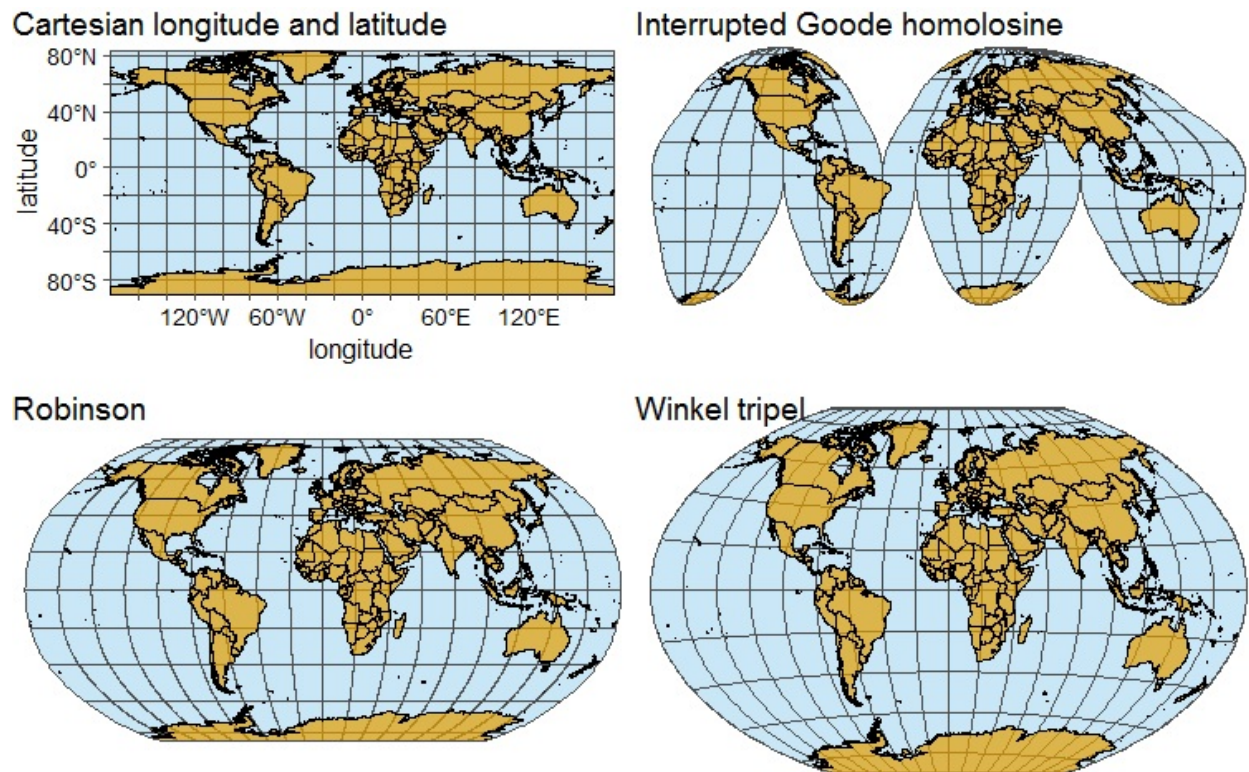 Cartesian longitude and latitude
80°N
40°N
0°
40°S
80°S
latitude
120°W 60°W 0° 60°E 120°E
longitude
Interrupted Goode homolosine
Robinson
Winkel tripel